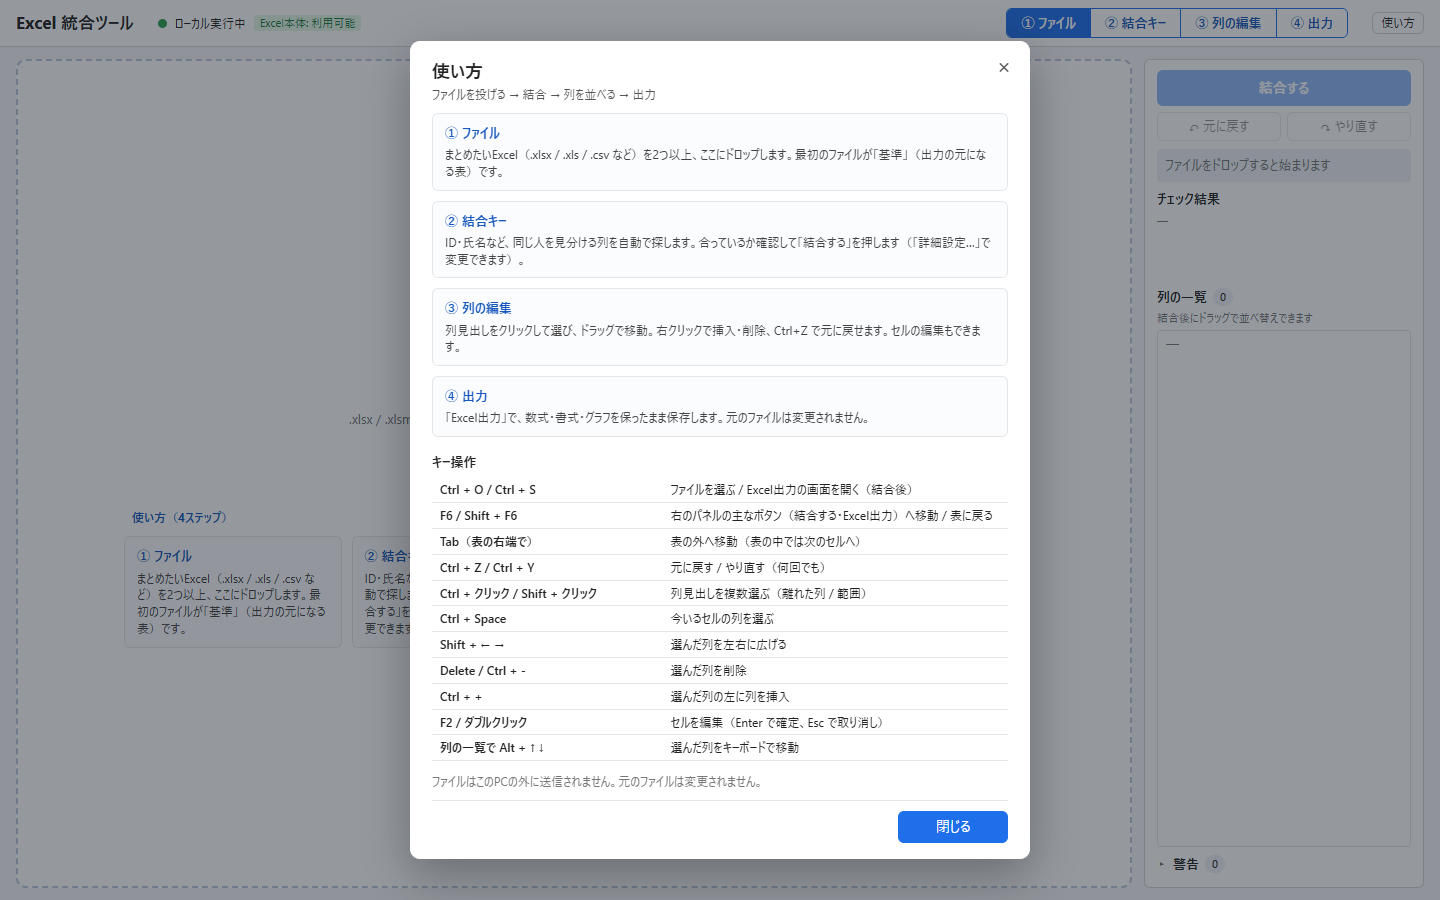 Excel 統合ツール
ローカル実行中
Excel本体: 利用可能
① ファイル
② 結合キー
③ 列の編集
④ 出力
使い方
使い方
×
ファイルを投げる → 結合 → 列を並べる → 出力
① ファイル
まとめたいExcel（.xlsx / .xls / .csv など）を2つ以上、ここにドロップします。最初のファイルが「基準」（出力の元にな
る表）です。
② 結合キー
ID・氏名など、同じ人を見分ける列を自動で探します。合っているか確認して「結合する」を押します（「詳細設定…」で
変更できます）。
③ 列の編集
列見出しをクリックして選び、ドラッグで移動。右クリックで挿入・削除、Ctrl+Z で元に戻せます。セルの編集もできま
す。
④ 出力
「Excel出力」で、数式・書式・グラフを保ったまま保存します。元のファイルは変更されません。
キー操作
Ctrl + O / Ctrl + S ファイルを選ぶ / Excel出力の画面を開く（結合後）
F6 / Shift + F6 右のパネルの主なボタン（結合する・Excel出力）へ移動 / 表に戻る
Tab（表の右端で） 表の外へ移動（表の中では次のセルへ）
Ctrl + Z / Ctrl + Y 元に戻す / やり直す（何回でも）
Ctrl + クリック / Shift + クリック 列見出しを複数選ぶ（離れた列 / 範囲）
Ctrl + Space 今いるセルの列を選ぶ
Shift + ← → 選んだ列を左右に広げる
Delete / Ctrl + - 選んだ列を削除
Ctrl + + 選んだ列の左に列を挿入
F2 / ダブルクリック セルを編集（Enter で確定、Esc で取り消し）
列の一覧で Alt + ↑ ↓ 選んだ列をキーボードで移動
ファイルはこのPCの外に送信されません。元のファイルは変更されません。
閉じる
.xlsx / .xlsm
使い方（4ステップ）
① ファイル
まとめたいExcel（.xlsx / .xls / .csv な
ど）を2つ以上、ここにドロップします。最
初のファイルが「基準」（出力の元になる
表）です。
② 結合
ID・氏名な
動で探しま
合する」を
更できます
結合する
↶ 元に戻す
↷ やり直す
ファイルをドロップすると始まります
チェック結果
—
列の一覧 0
結合後にドラッグで並べ替えできます
—
▸ 警告 0